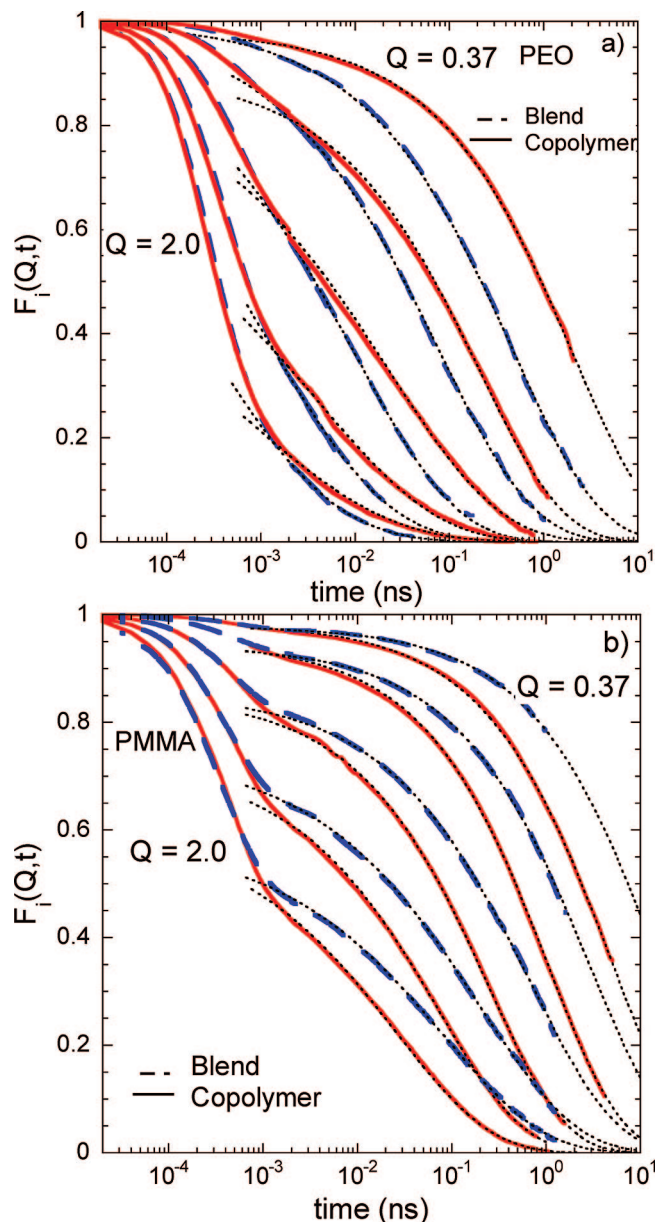 1
a)
Q = 0.37 PEO
0.8
Blend
Copolymer
0.6
Q = 2.0
F_i(Q,t)
0.4
0.2
0
10^-4 10^-3 10^-2 10^-1 10^0 10^1
time (ns)
1
b)
Q = 0.37
0.8
PMMA
0.6
Q = 2.0
F_i(Q,t)
0.4
0.2
Blend
Copolymer
0
10^-4 10^-3 10^-2 10^-1 10^0 10^1
time (ns)